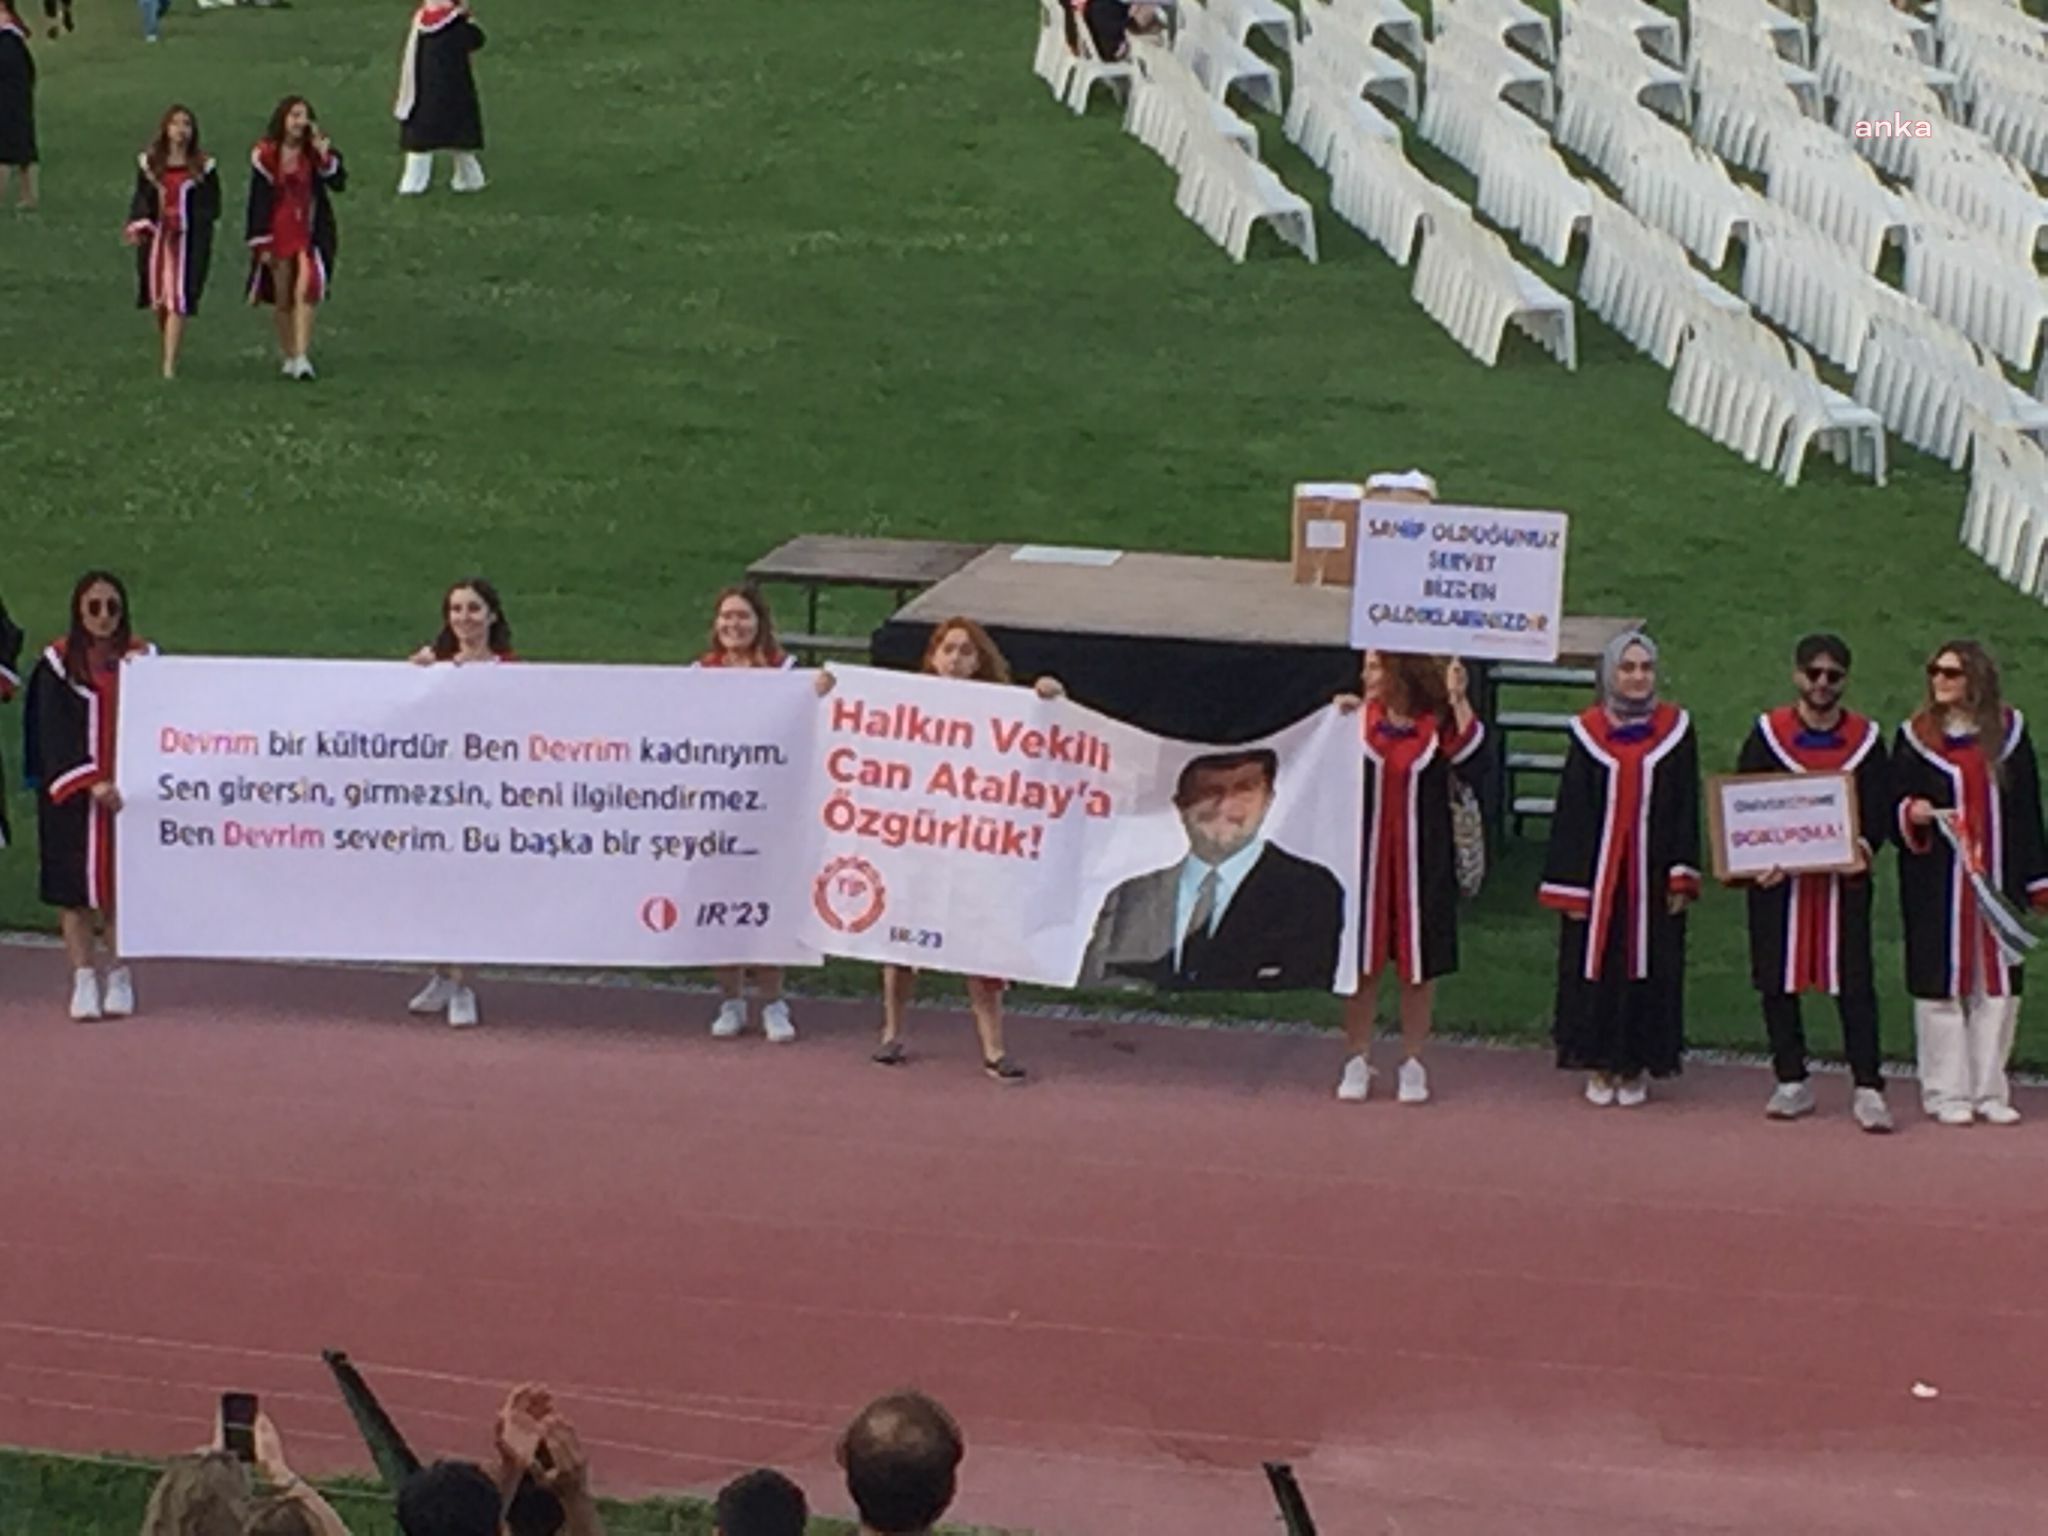 anka
SAHİP OLDUĞUNUZ
SERVET
BİZDEN
ÇALDIKLARINIZDIR
Devrim bir kültürdür. Ben Devrim kadınıyım.
Sen girersin, girmezsin, beni ilgilendirmez.
Ben Devrim severim. Bu başka bir şeydir...
IR'23
Halkın Vekili
Can Atalay'a
Özgürlük!
TİP
IR-23
DOKUNMA!